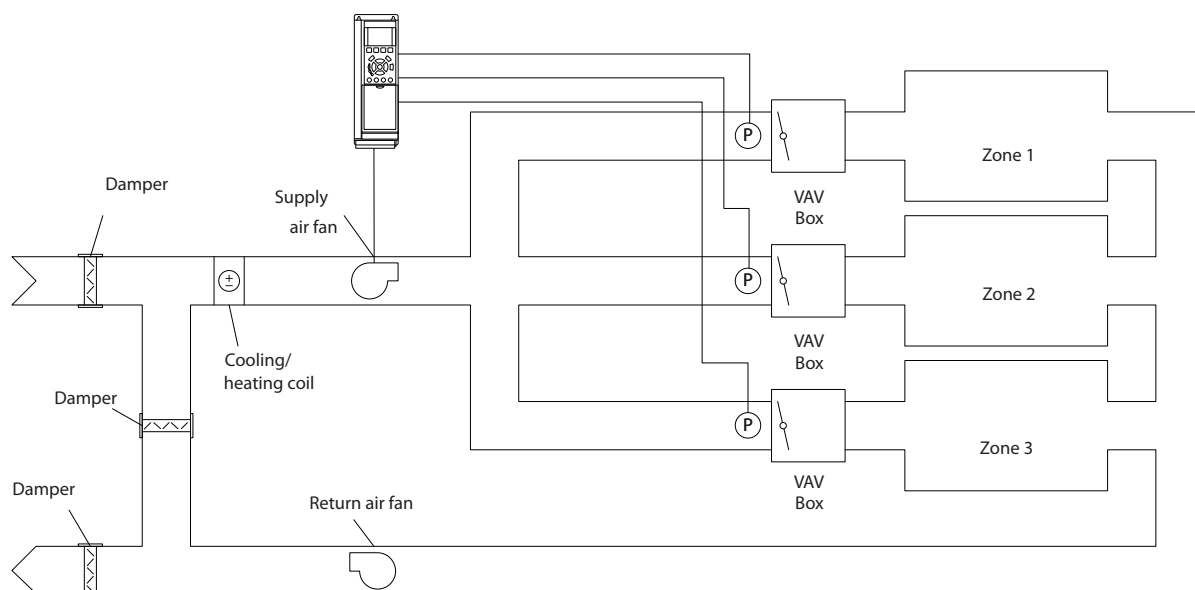 Damper
Supply
air fan
P
VAV
Box
Zone 1
±
Cooling/
heating coil
P
VAV
Box
Zone 2
Damper
P
VAV
Box
Zone 3
Damper
Return air fan